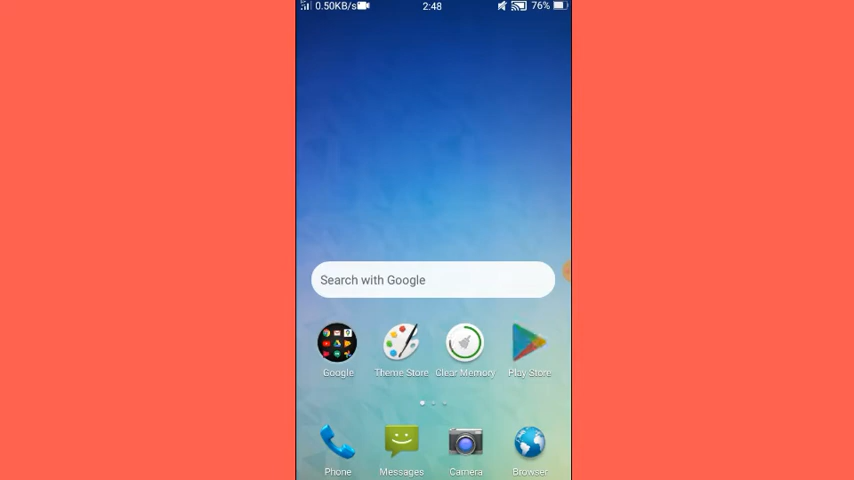 0.50KB/s 2:48 76%
Search with Google
Google Theme Store Clear Memory Play Store
Phone Messages Camera Browser